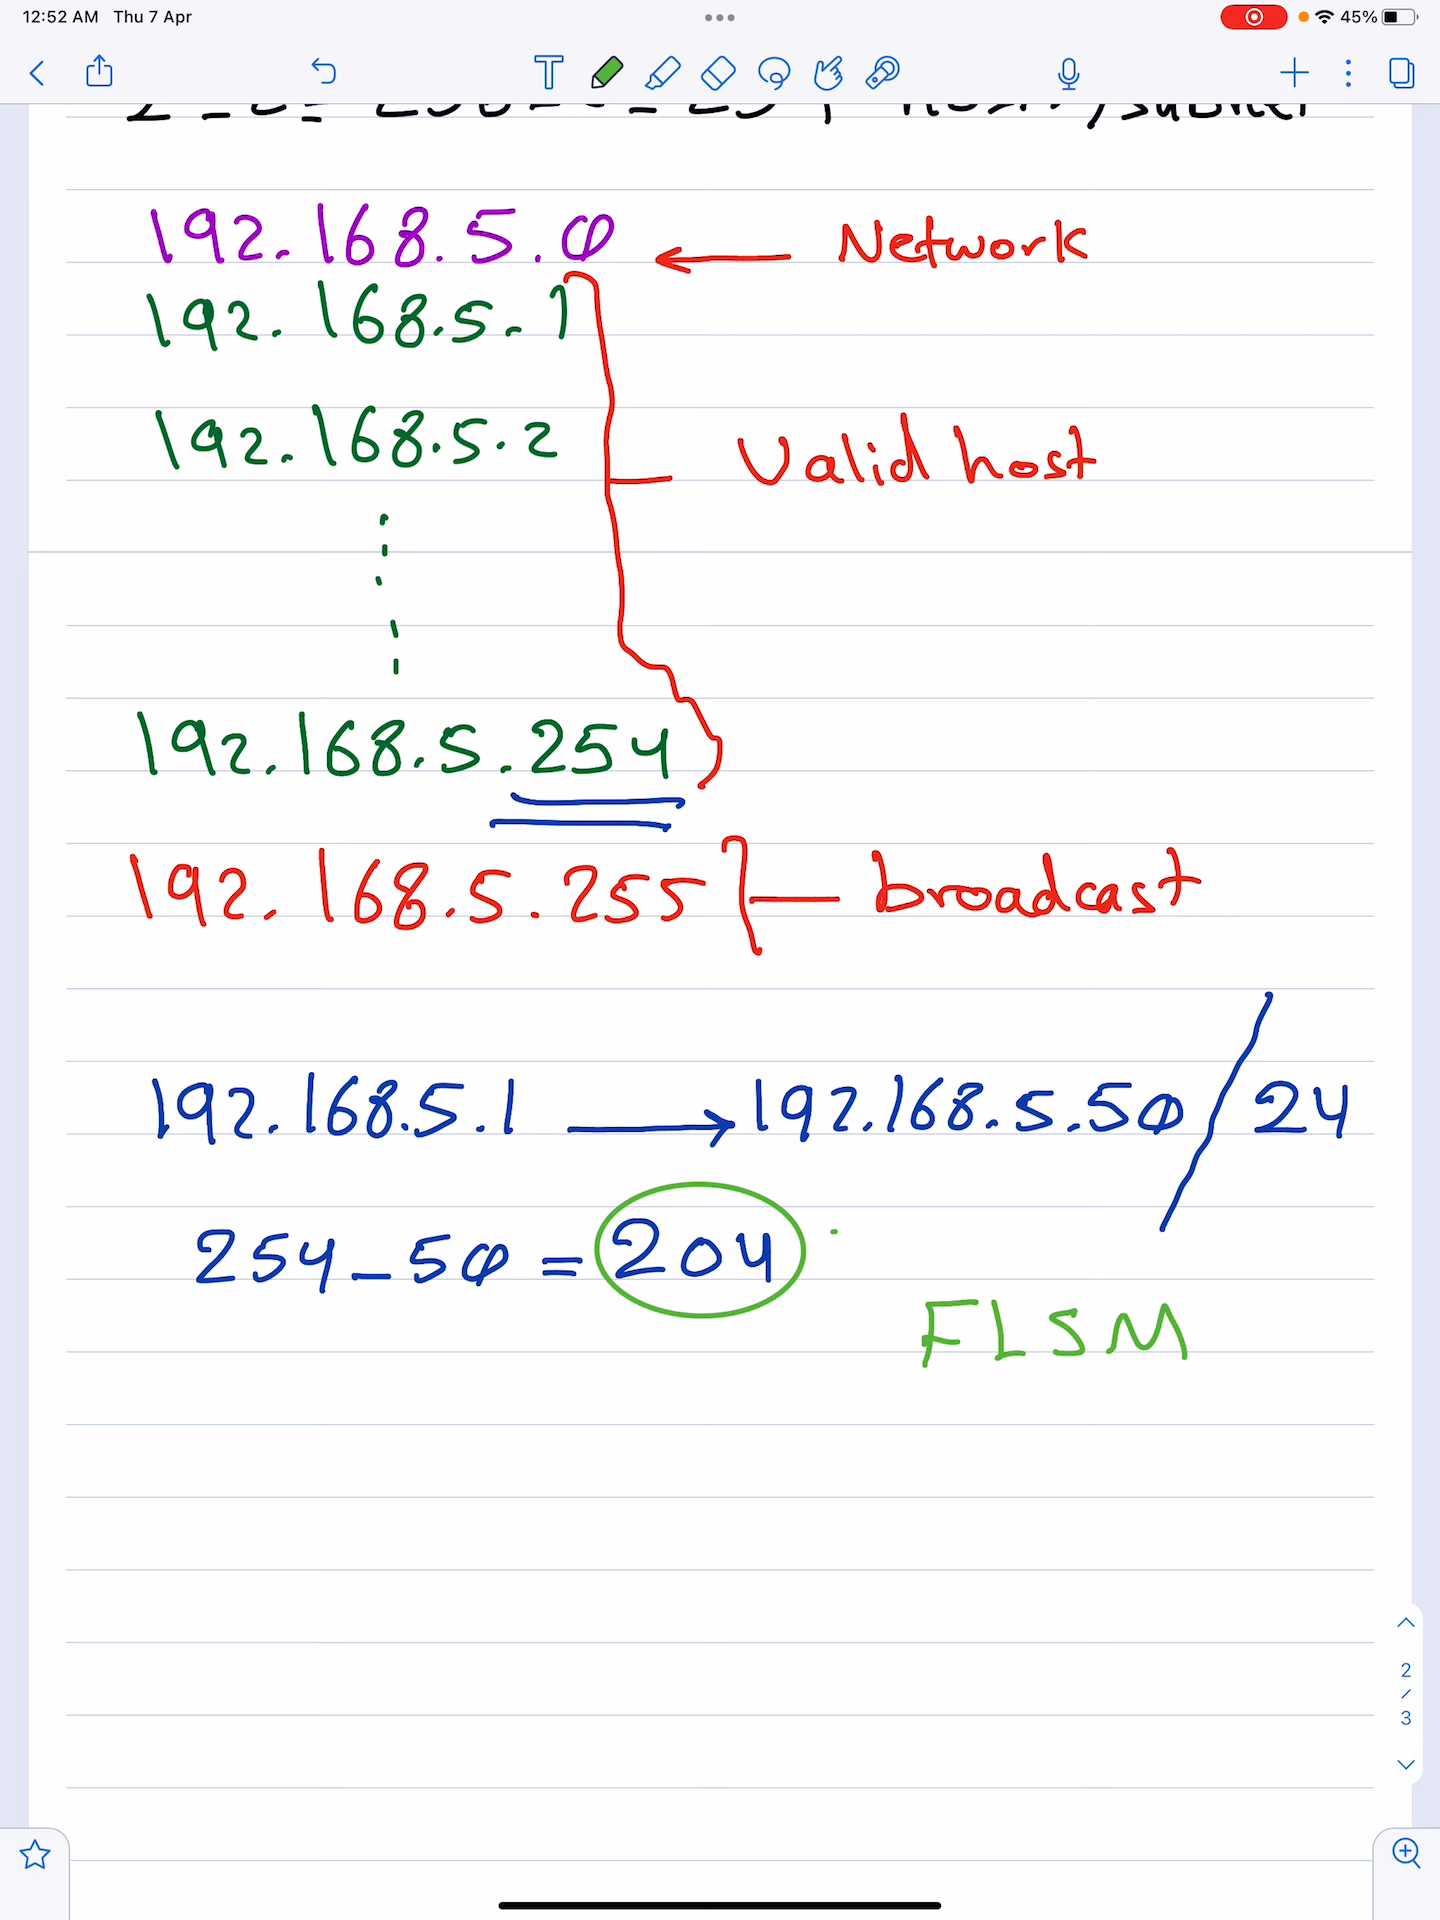 12:52 AM Thu 7 Apr
45%
192.168.5.0
Network
192.168.5.1
192.168.5.2
Valid host
192.168.5.254
192.168.5.255
broadcast
192.168.5.1 → 192.168.5.50 / 24
254-50 = 204
FLSM
2
/
3